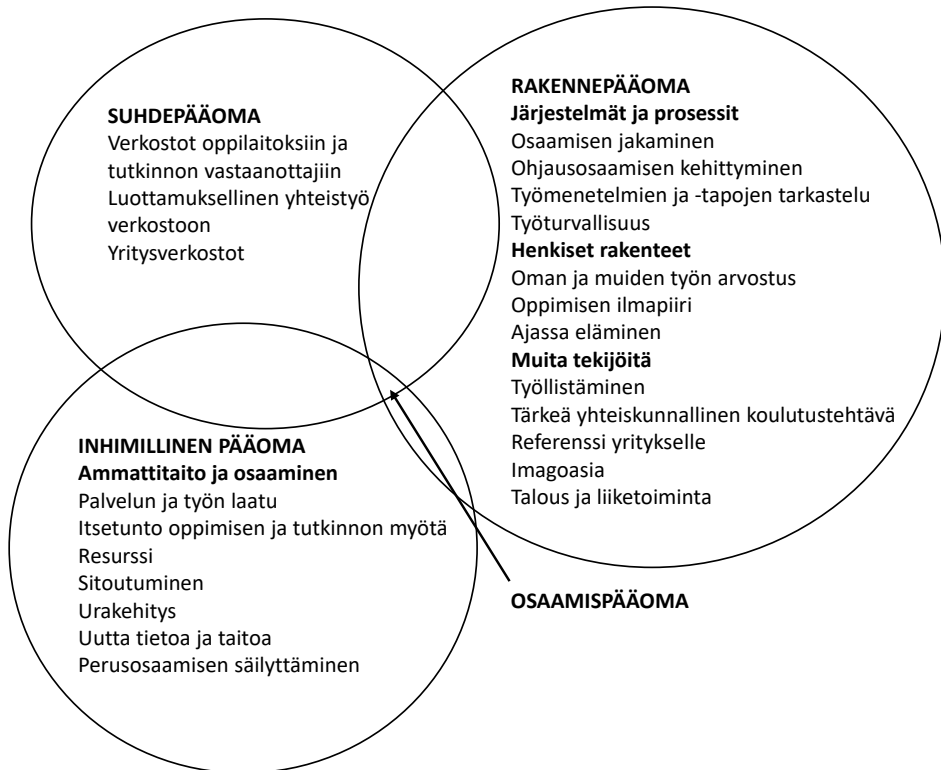 SUHDEPÄÄOMA
Verkostot oppilaitoksiin ja
tutkinnon vastaanottajiin
Luottamuksellinen yhteistyö
verkostoon
Yritysverkostot
RAKENNEPÄÄOMA
Järjestelmät ja prosessit
Osaamisen jakaminen
Ohjausosaamisen kehittyminen
Työmenetelmien ja -tapojen tarkastelu
Työturvallisuus
Henkiset rakenteet
Oman ja muiden työn arvostus
Oppimisen ilmapiiri
Ajassa eläminen
Muita tekijöitä
Työllistäminen
Tärkeä yhteiskunnallinen koulutustehtävä
Referenssi yritykselle
Imagoasia
Talous ja liiketoiminta
INHIMILLINEN PÄÄOMA
Ammattitaito ja osaaminen
Palvelun ja työn laatu
Itsetunto oppimisen ja tutkinnon myötä
Resurssi
Sitoutuminen
Urakehitys
Uutta tietoa ja taitoa
Perusosaamisen säilyttäminen
OSAAMISPÄÄOMA